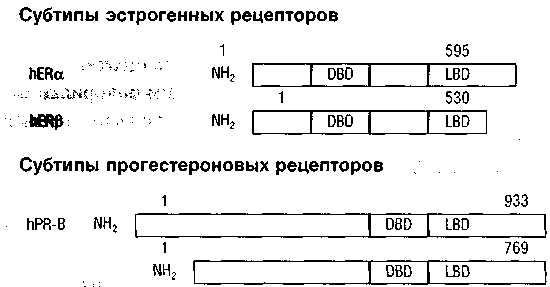 Субтипы эстрогенных рецепторов
1 595
hERα NH₂ DBD LBD
1 530
hERβ NH₂ DBD LBD
Субтипы прогестероновых рецепторов
1 933
hPR-B NH₂ DBD LBD
1 769
NH₂ DBD LBD